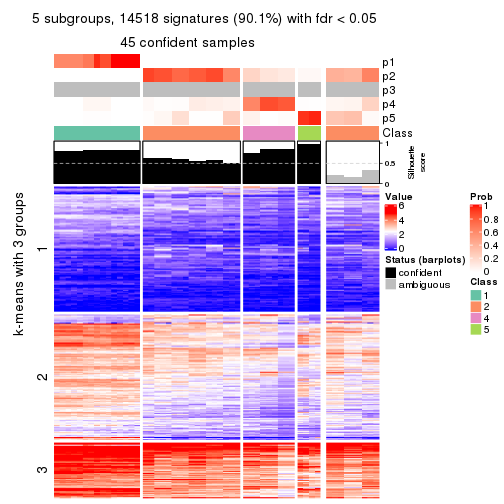 5 subgroups, 14518 signatures (90.1%) with fdr < 0.05
45 confident samples
p1
p2
p3
p4
p5
Class
1
0.5
0
Silhouette
score
k-means with 3 groups
1
2
3
Value
6
4
2
0
Status (barplots)
confident
ambiguous
Prob
1
0.8
0.6
0.4
0.2
0
Class
1
2
4
5